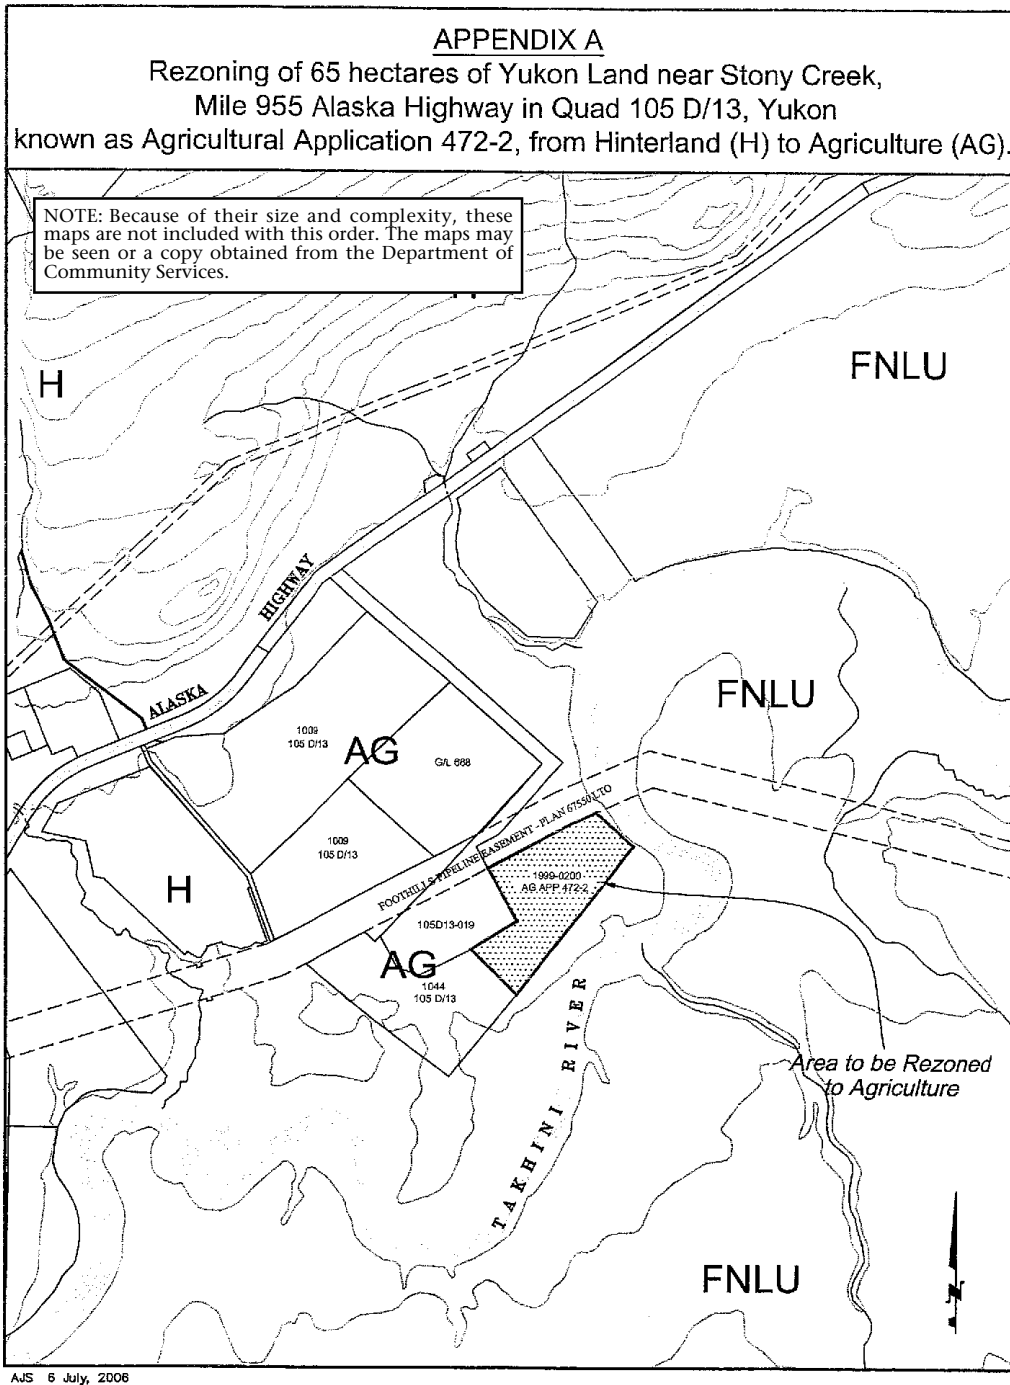 APPENDIX A
Rezoning of 65 hectares of Yukon Land near Stony Creek,
Mile 955 Alaska Highway in Quad 105 D/13, Yukon
known as Agricultural Application 472-2, from Hinterland (H) to Agriculture (AG).
NOTE: Because of their size and complexity, these
maps are not included with this order. The maps may
be seen or a copy obtained from the Department of
Community Services.
H
FNLU
HIGHWAY
ALASKA
FNLU
1009
105 D/13
AG
G/L 668
1009
105 D/13
FOOTHILLS PIPELINE EASEMENT - PLAN 67550 LTO
H
1999-0200
AG APP 472-2
105D13-019
AG
1044
105 D/13
TAKHINI RIVER
Area to be Rezoned
to Agriculture
FNLU
N
AJS 6 July, 2006